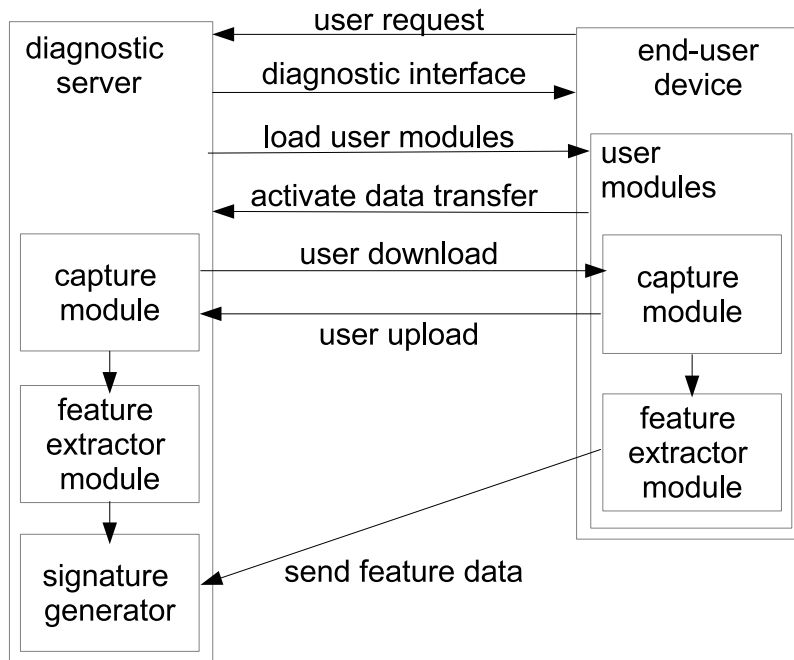 user request
diagnostic
server
end-user
device
diagnostic interface
load user modules
user
modules
activate data transfer
user download
capture
module
capture
module
user upload
feature
extractor
module
feature
extractor
module
send feature data
signature
generator